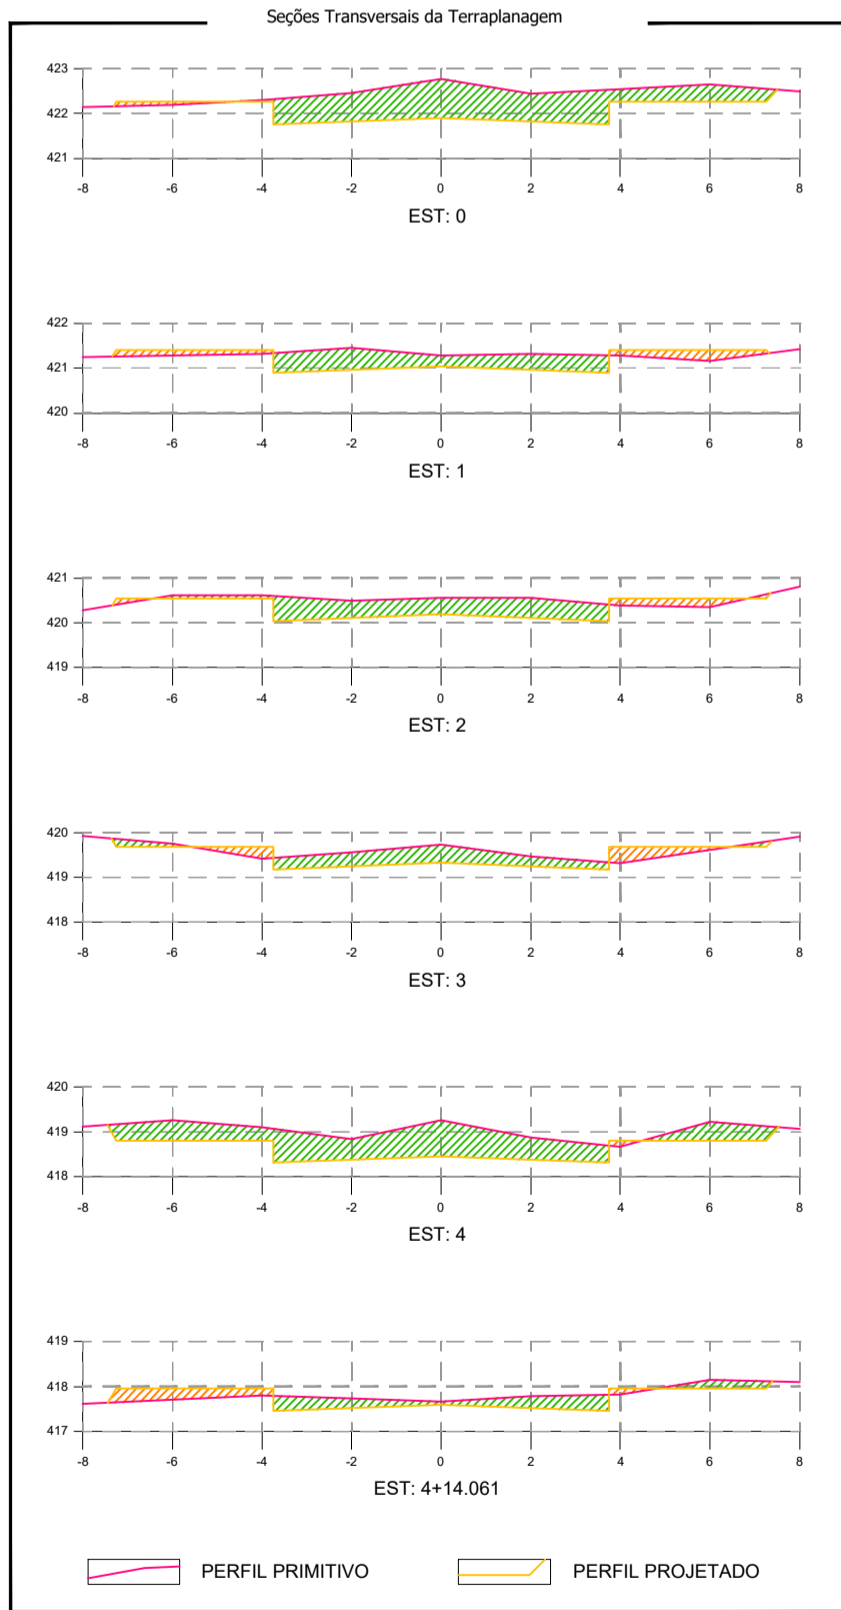 Seções Transversais da Terraplanagem
423
422
421
-8 -6 -4 -2 0 2 4 6 8
EST: 0
422
421
420
-8 -6 -4 -2 0 2 4 6 8
EST: 1
421
420
419
-8 -6 -4 -2 0 2 4 6 8
EST: 2
420
419
418
-8 -6 -4 -2 0 2 4 6 8
EST: 3
420
419
418
-8 -6 -4 -2 0 2 4 6 8
EST: 4
419
418
417
-8 -6 -4 -2 0 2 4 6 8
EST: 4+14.061
PERFIL PRIMITIVO PERFIL PROJETADO